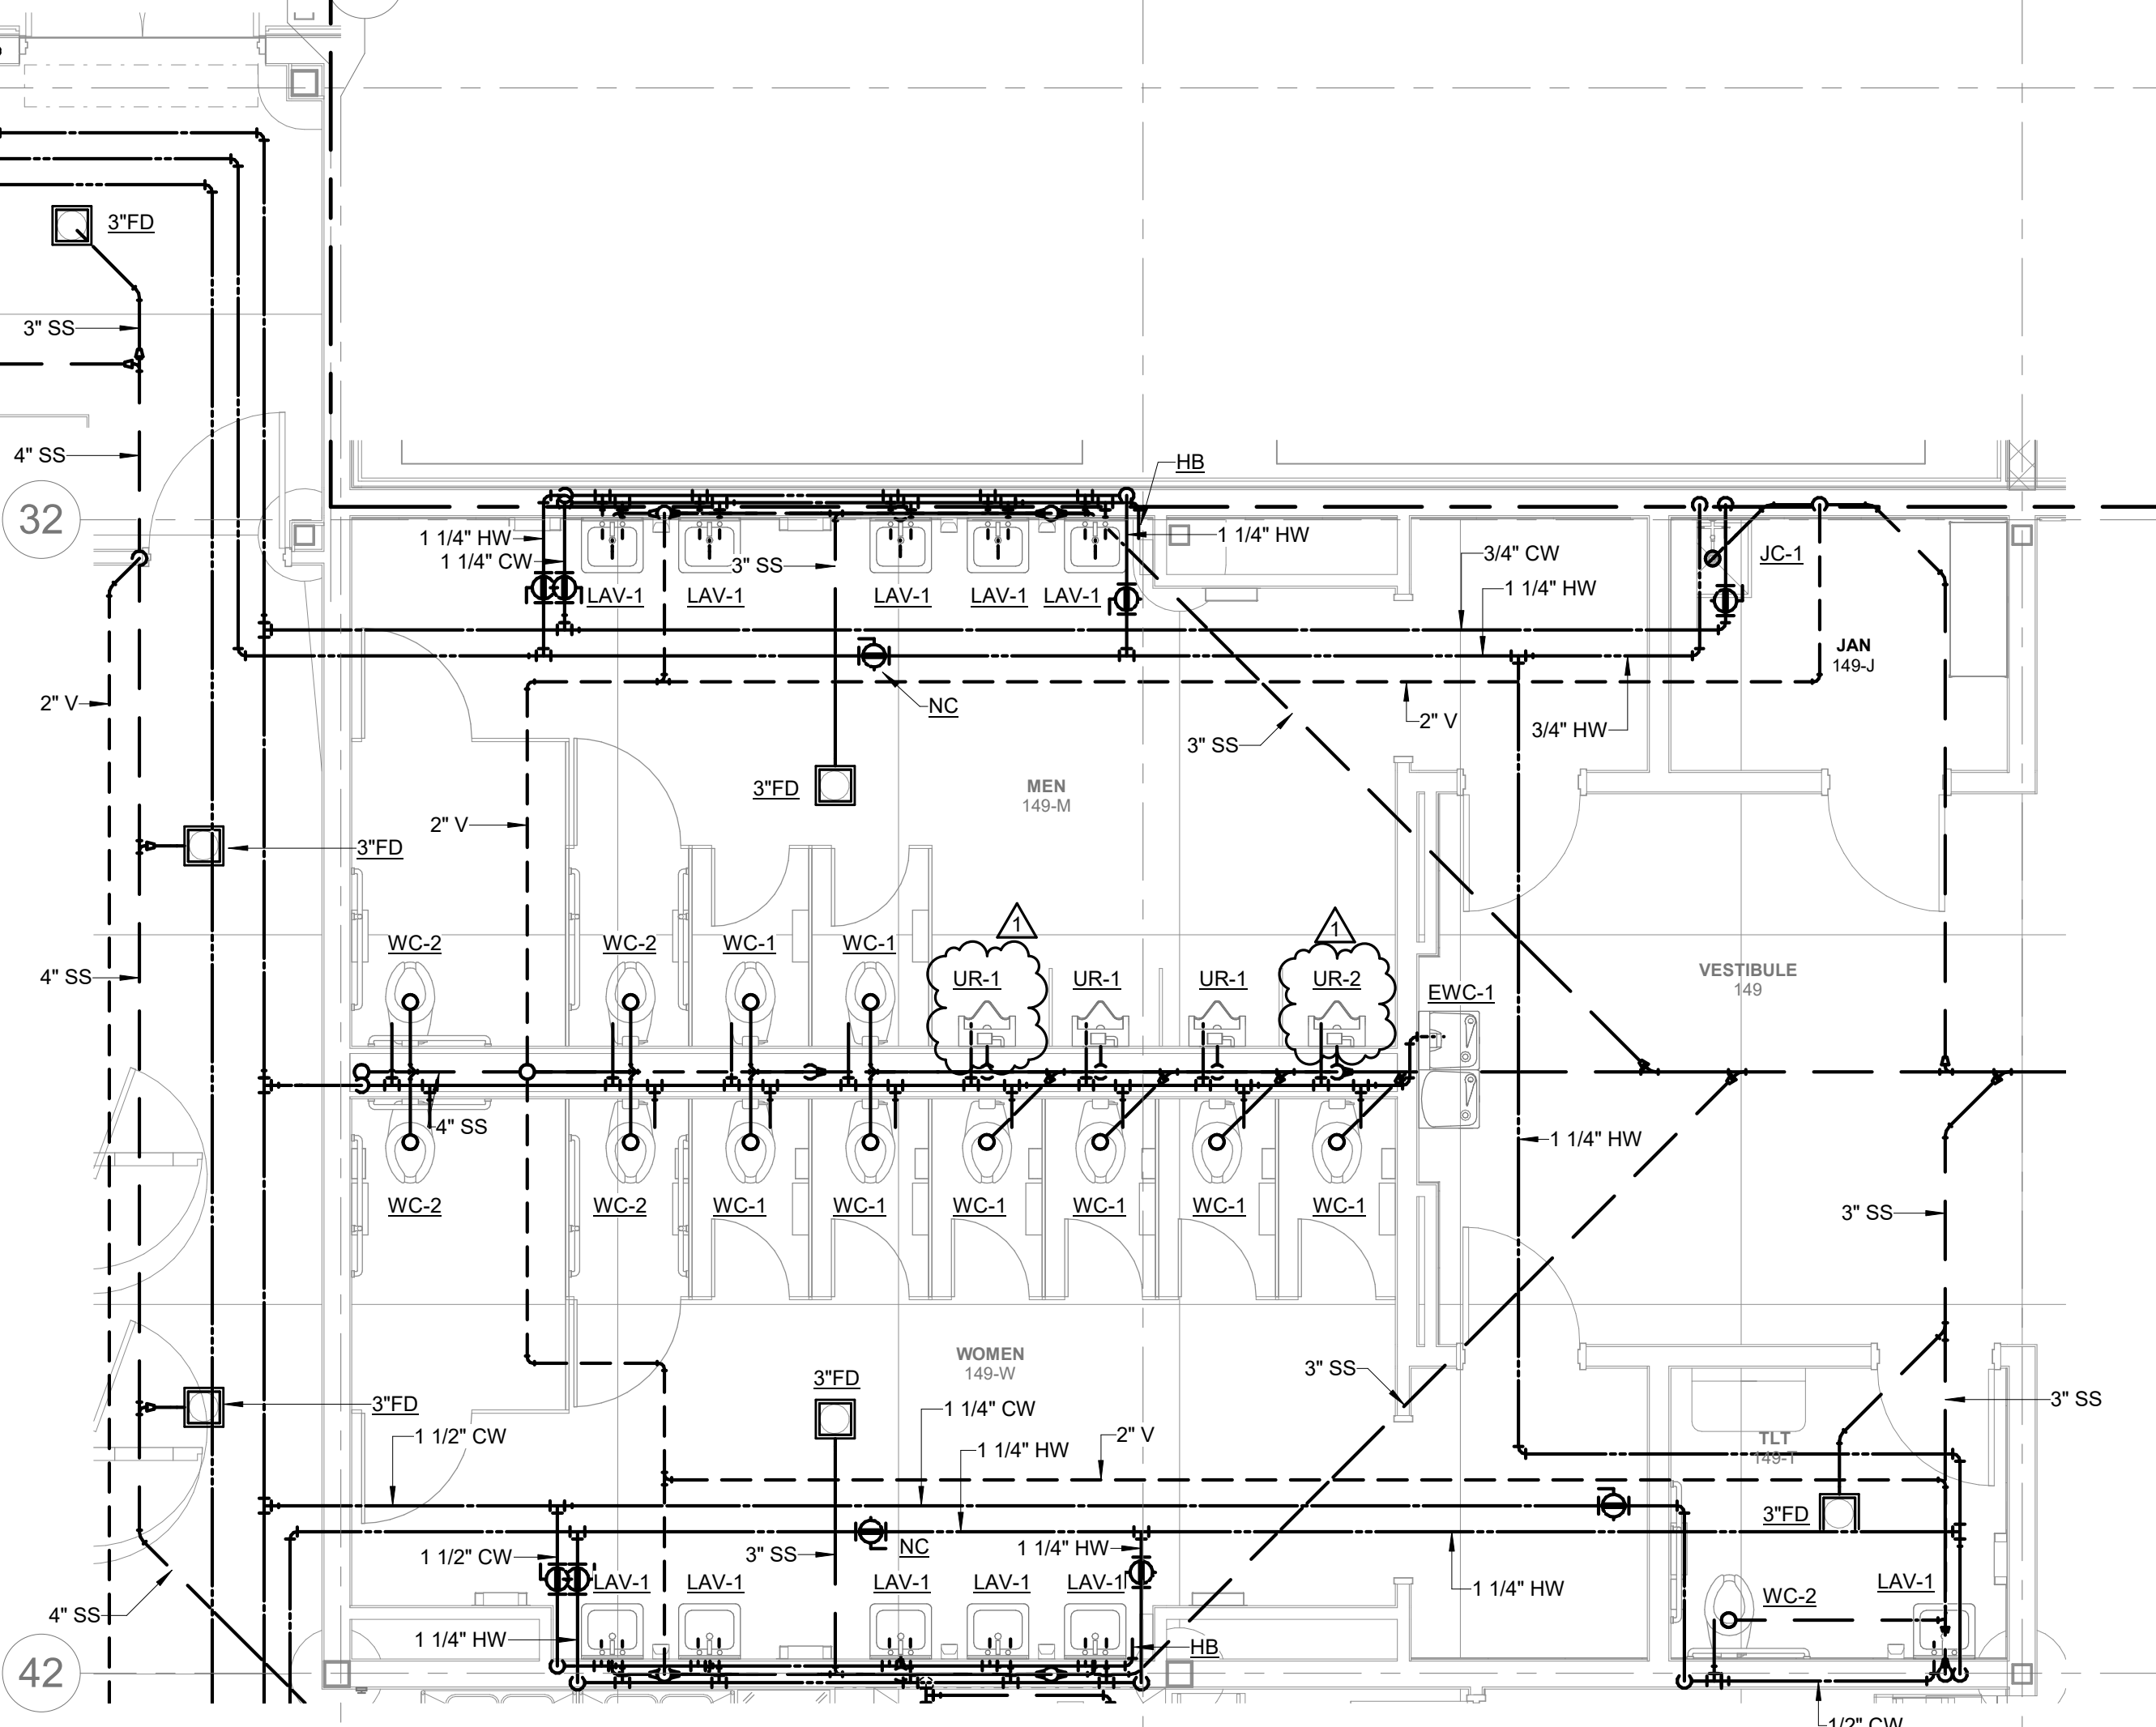 3"FD
3" SS
4" SS
HB
32
1 1/4" HW
1 1/4" CW
3" SS
1 1/4" HW
3/4" CW
JC-1
LAV-1
LAV-1
LAV-1
LAV-1
LAV-1
1 1/4" HW
JAN
149-J
2" V
NC
2" V
3/4" HW
3" SS
3"FD
MEN
149-M
2" V
3"FD
1
1
WC-2
WC-2
WC-1
WC-1
4" SS
UR-1
UR-1
UR-1
UR-2
EWC-1
VESTIBULE
149
4" SS
1 1/4" HW
WC-2
WC-2
WC-1
WC-1
WC-1
WC-1
WC-1
WC-1
3" SS
WOMEN
149-W
3" SS
3"FD
3"FD
3" SS
1 1/4" CW
1 1/2" CW
1 1/4" HW
2" V
TLT
149-T
3"FD
1 1/2" CW
3" SS
NC
1 1/4" HW
LAV-1
LAV-1
LAV-1
LAV-1
LAV-1
1 1/4" HW
WC-2
LAV-1
4" SS
1 1/4" HW
HB
42
1/2" CW